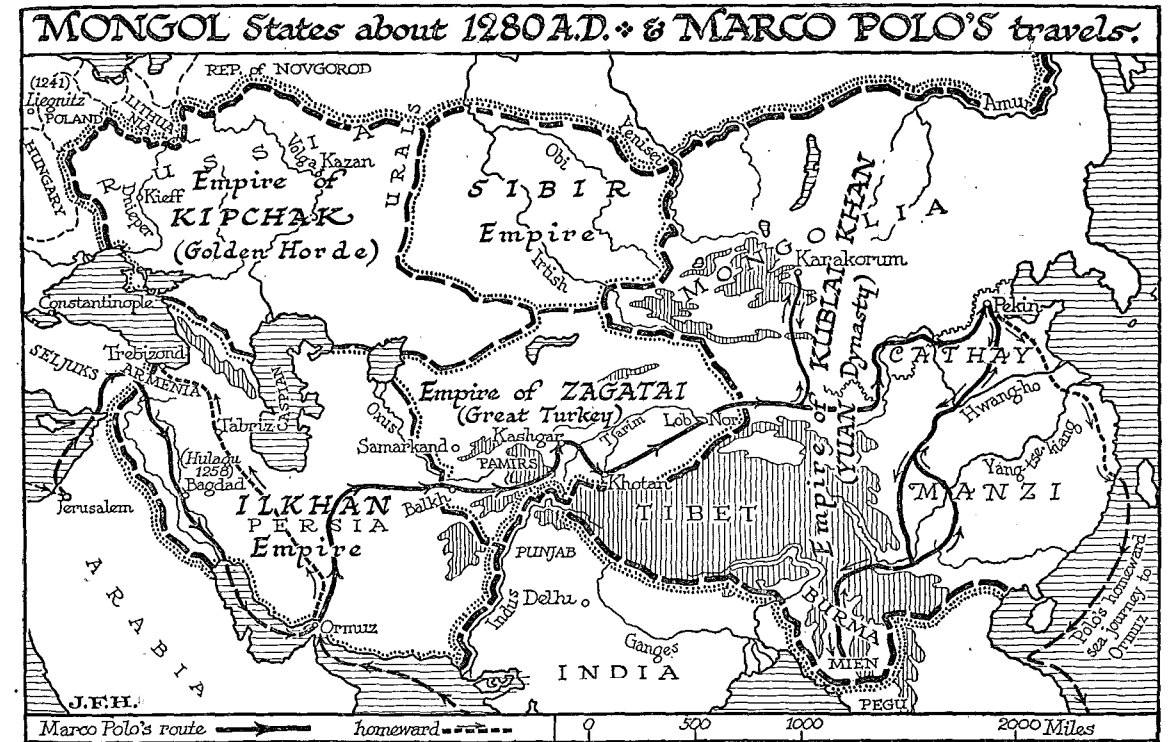 MONGOL States about 1280 A.D. & MARCO POLO'S travels.
REP. of NOVGOROD
(1241)
Liegnitz
POLAND
LITHUA
NIA
HUNGARY
RUSSIA
Volga
Kazan
Kieff
Dnieper
Empire of
KIPCHAK
(Golden Horde)
URALS
Obi
Yenisei
SIBIR
Empire
Irtish
Amur
MONGOLIA
Karakorum
Empire of KUBLAI KHAN
(YUAN Dynasty)
Constantinople
SELJUKS
Trebizond
ARMENIA
CASPIAN
Tabriz
Oxus
Samarkand
Empire of ZAGATAI
(Great Turkey)
Kashgar
Tarim
Lob Nor
PAMIRS
Khotan
Pekin
CATHAY
Hwang-ho
Yang-tse-kiang
MANZI
(Hulagu
1258)
Bagdad
Jerusalem
ILKHAN
PERSIA
Empire
Balkh
TIBET
PUNJAB
Indus
Delhi
Ganges
INDIA
BURMA
MIEN
PEGU
ARABIA
Ormuz
Polo's homeward
sea journey to
Ormuz
J.F.H.
Marco Polo's route homeward 0 500 1000 2000 Miles